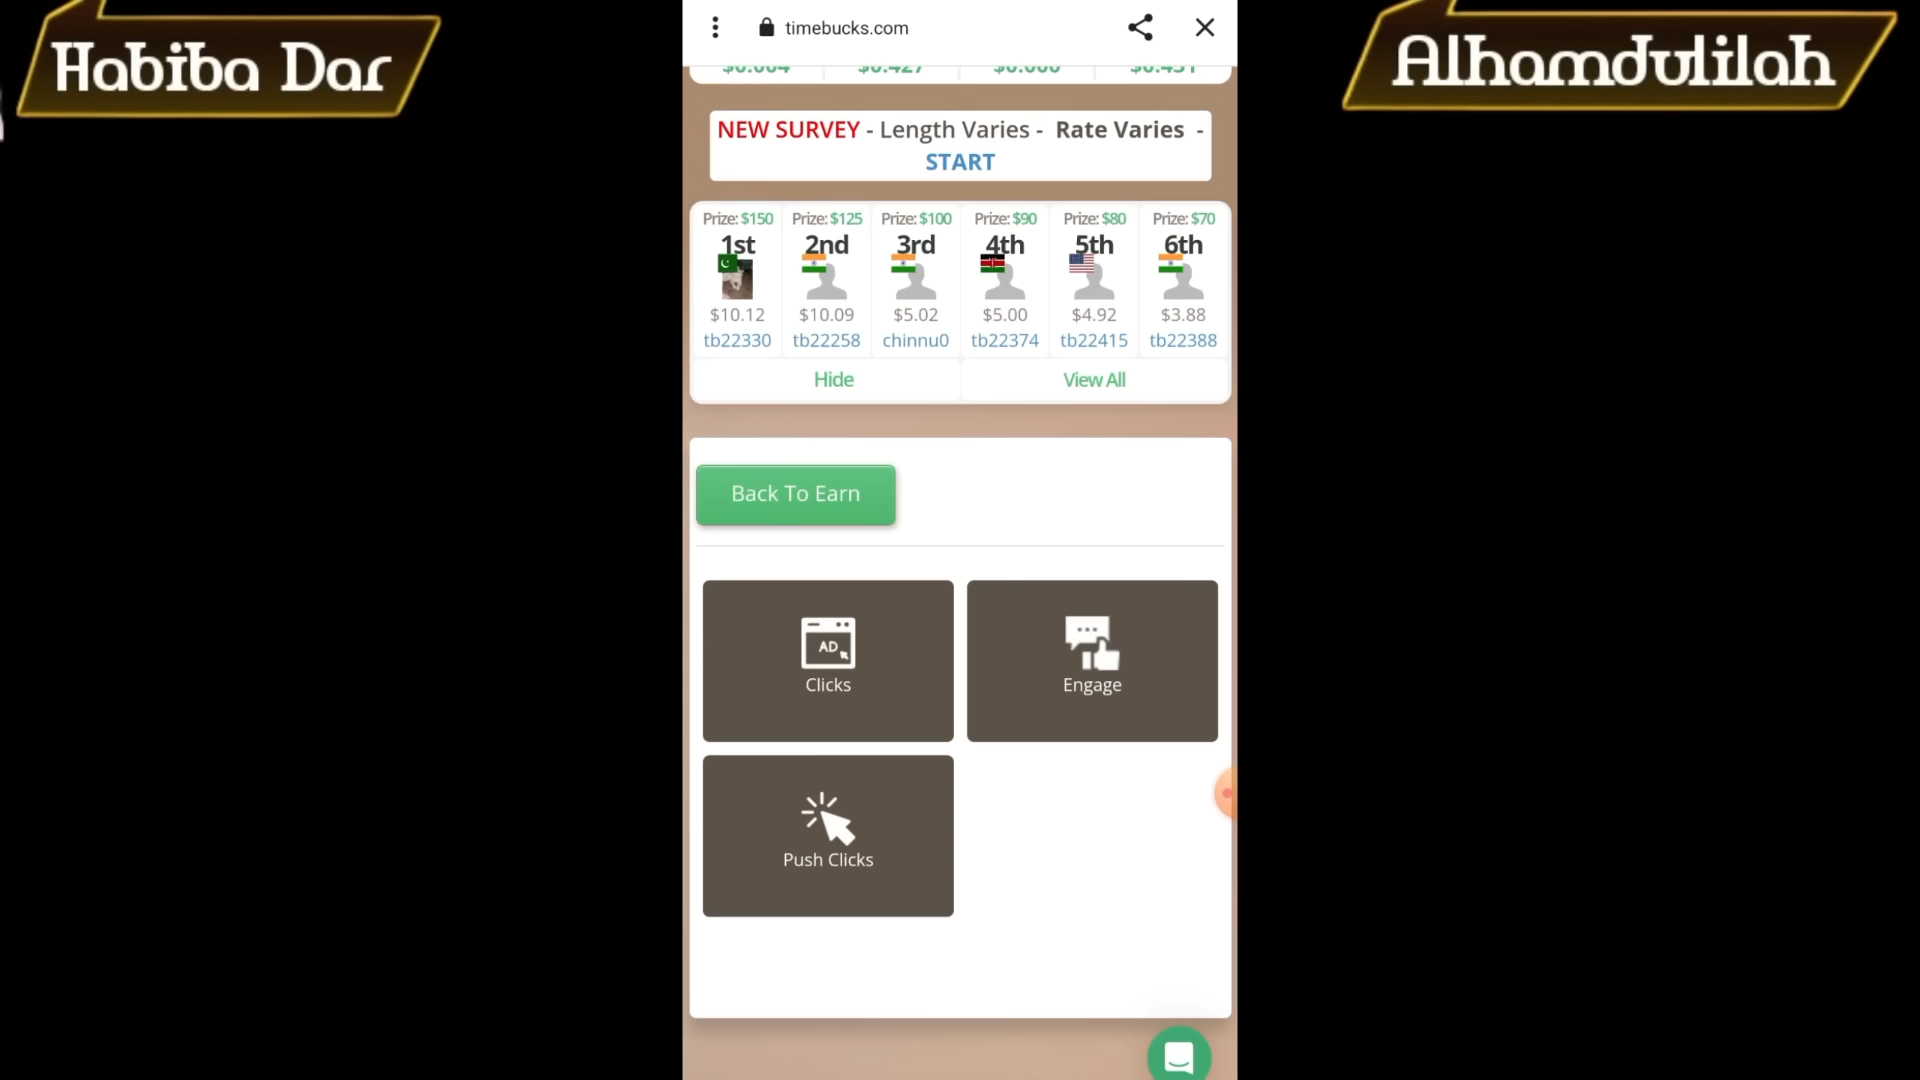 Habiba Dar
Alhamdulilah
timebucks.com
NEW SURVEY - Length Varies - Rate Varies -
START
Prize: $150 Prize: $125 Prize: $100 Prize: $90 Prize: $80 Prize: $70
1st 2nd 3rd 4th 5th 6th
$10.12 $10.09 $5.02 $5.00 $4.92 $3.88
tb22330 tb22258 chinnu0 tb22374 tb22415 tb22388
Hide View All
Back To Earn
AD
Clicks Engage
Push Clicks